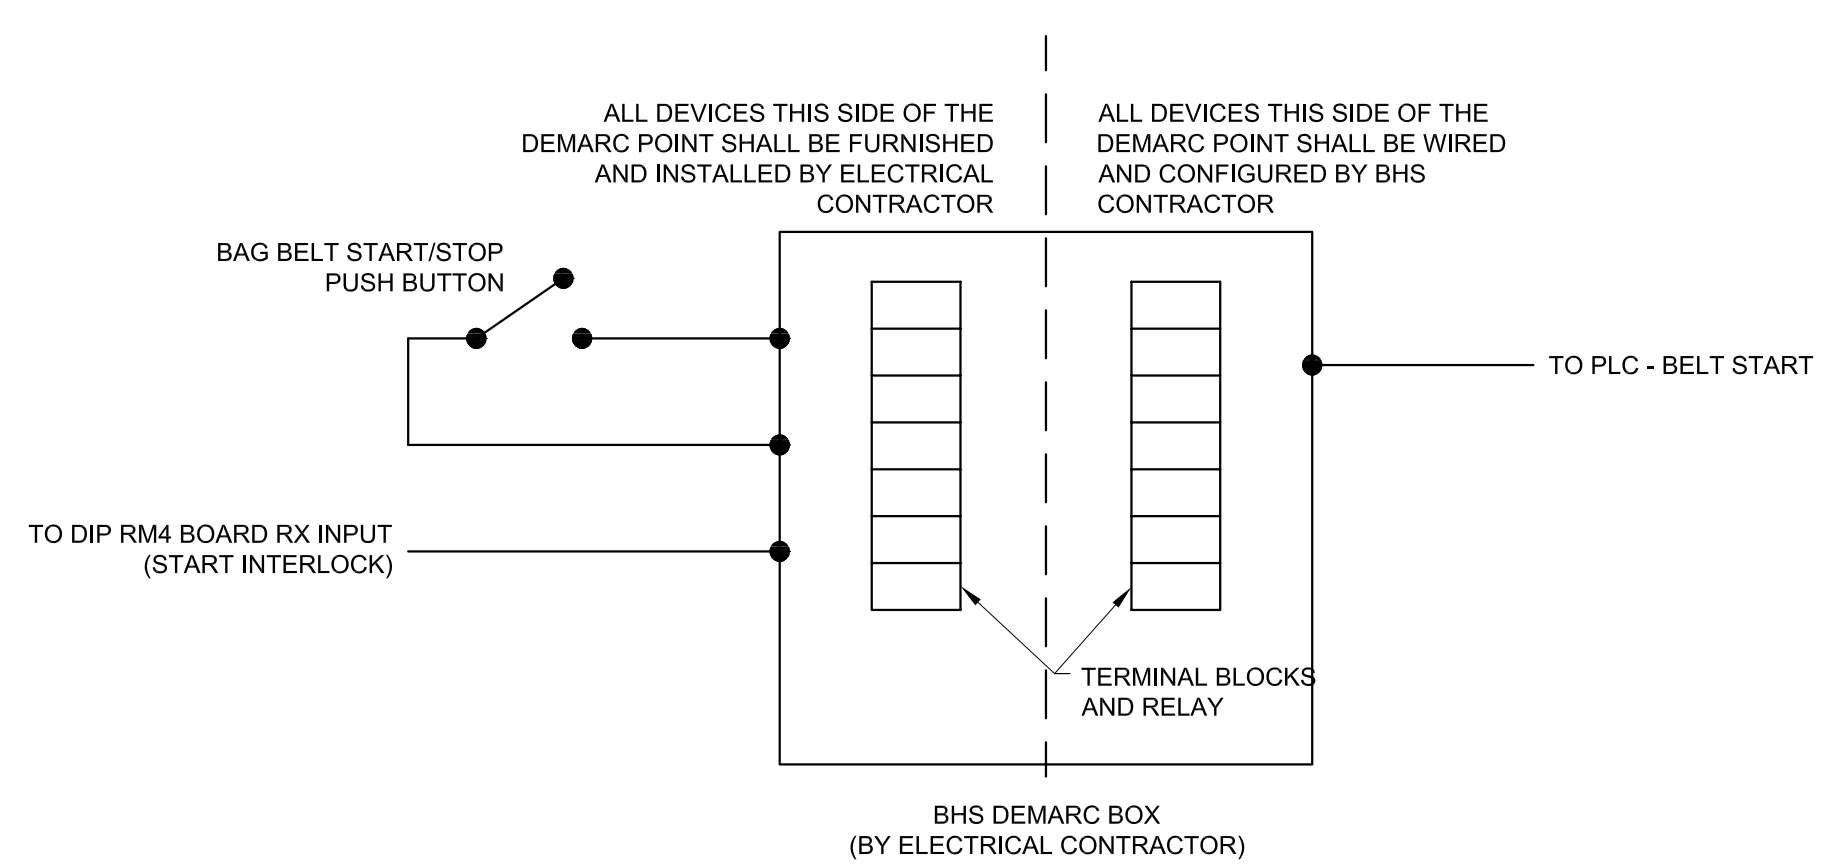 ALL DEVICES THIS SIDE OF THE
DEMARC POINT SHALL BE FURNISHED
AND INSTALLED BY ELECTRICAL
CONTRACTOR
ALL DEVICES THIS SIDE OF THE
DEMARC POINT SHALL BE WIRED
AND CONFIGURED BY BHS
CONTRACTOR
BAG BELT START/STOP
PUSH BUTTON
TO PLC - BELT START
TO DIP RM4 BOARD RX INPUT
(START INTERLOCK)
TERMINAL BLOCKS
AND RELAY
BHS DEMARC BOX
(BY ELECTRICAL CONTRACTOR)